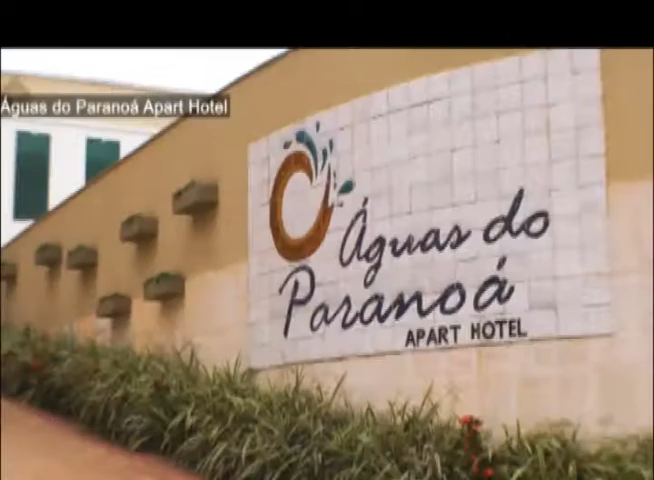 Águas do Paranoá Apart Hotel
Águas do
Paranoá
APART HOTEL